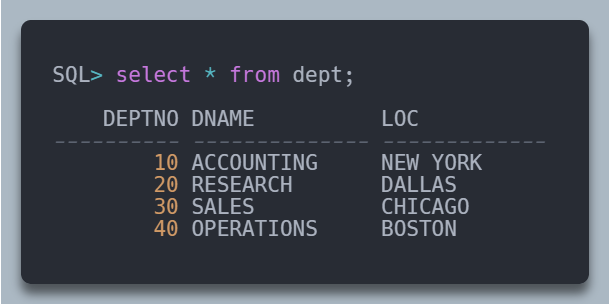 SQL> select * from dept;
    DEPTNO DNAME          LOC
---------- -------------- -------------
        10 ACCOUNTING     NEW YORK
        20 RESEARCH       DALLAS
        30 SALES          CHICAGO
        40 OPERATIONS     BOSTON